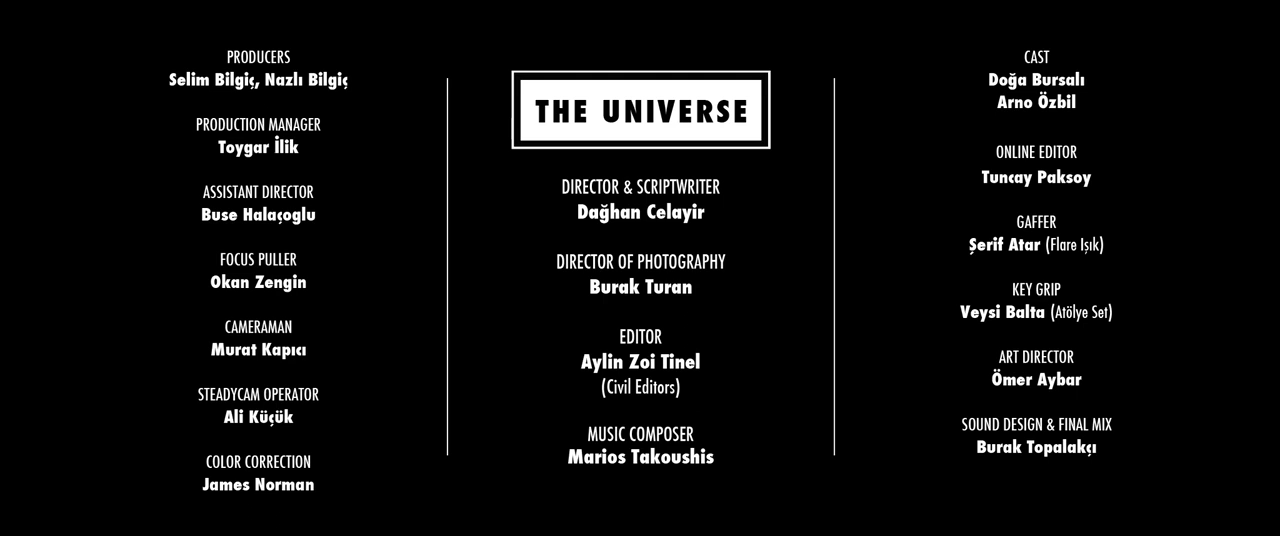 PRODUCERS
Selim Bilgiç, Nazlı Bilgiç
PRODUCTION MANAGER
Toygar İlik
ASSISTANT DIRECTOR
Buse Halaçoglu
FOCUS PULLER
Okan Zengin
CAMERAMAN
Murat Kapıcı
STEADYCAM OPERATOR
Ali Küçük
COLOR CORRECTION
James Norman
THE UNIVERSE
DIRECTOR & SCRIPTWRITER
Dağhan Celayir
DIRECTOR OF PHOTOGRAPHY
Burak Turan
EDITOR
Aylin Zoi Tinel
(Civil Editors)
MUSIC COMPOSER
Marios Takoushis
CAST
Doğa Bursalı
Arno Özbil
ONLINE EDITOR
Tuncay Paksoy
GAFFER
Şerif Atar (Flare Işık)
KEY GRIP
Veysi Balta (Atölye Set)
ART DIRECTOR
Ömer Aybar
SOUND DESIGN & FINAL MIX
Burak Topalakçı